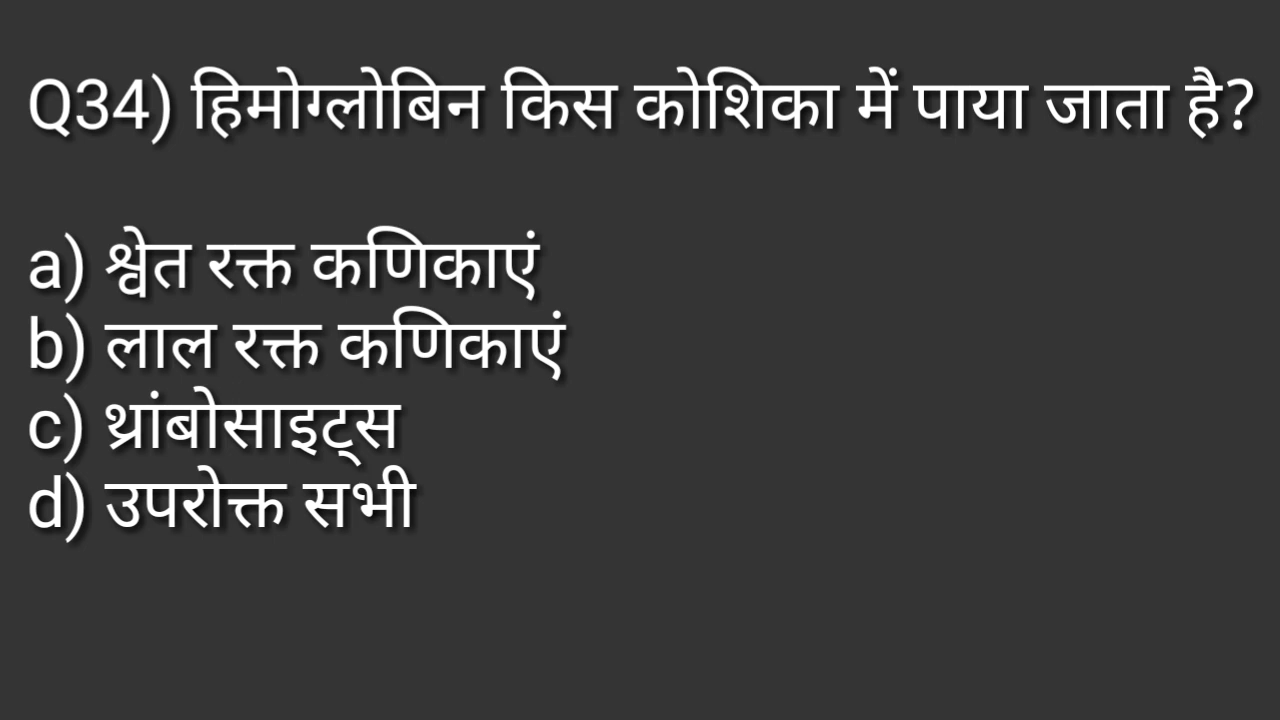 Q34) हिमोग्लोबिन किस कोशिका में पाया जाता है?
a) श्वेत रक्त कणिकाएं
b) लाल रक्त कणिकाएं
c) थ्रांबोसाइट्स
d) उपरोक्त सभी